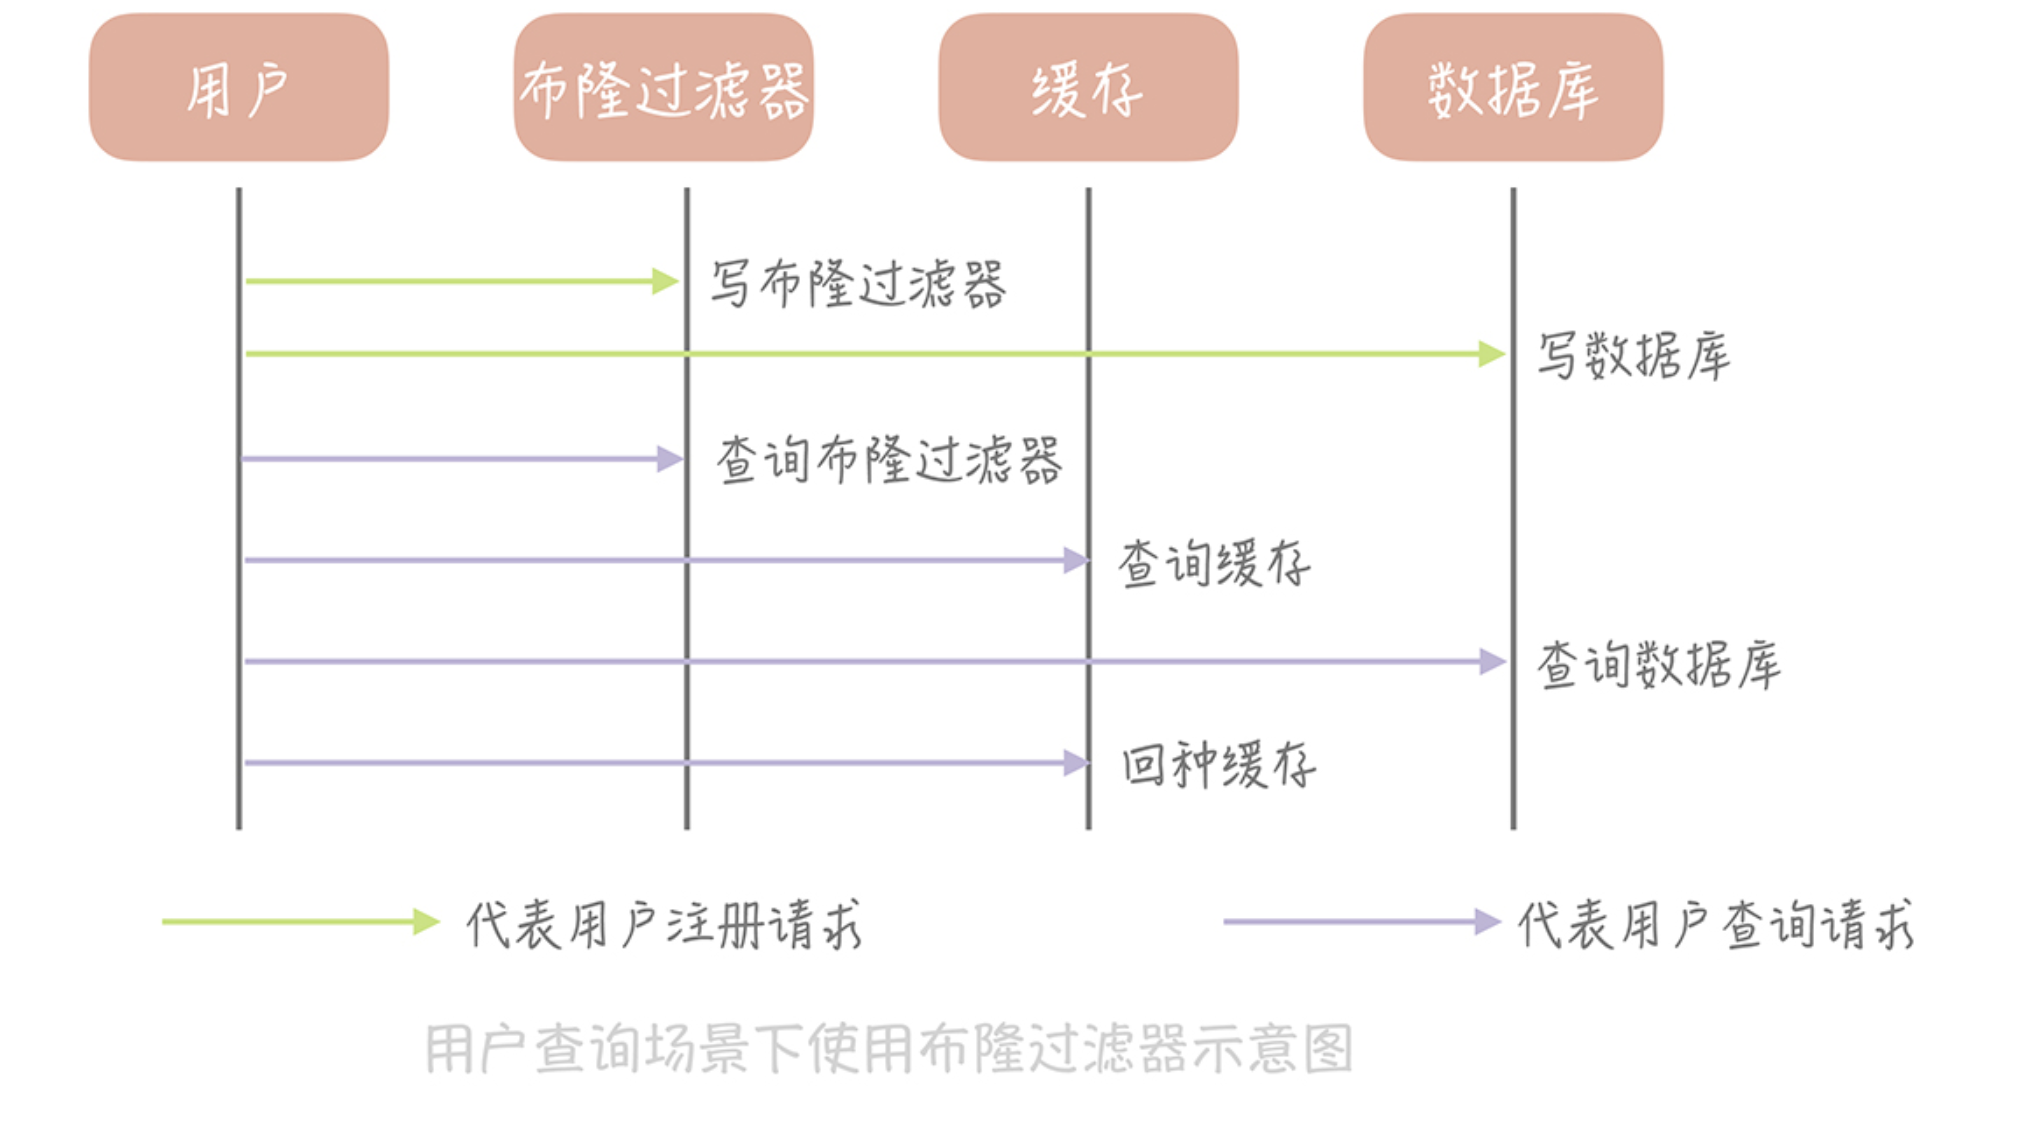 用户
布隆过滤器
缓存
数据库
写布隆过滤器
写数据库
查询布隆过滤器
查询缓存
查询数据库
回种缓存
代表用户注册请求
代表用户查询请求
用户查询场景下使用布隆过滤器示意图